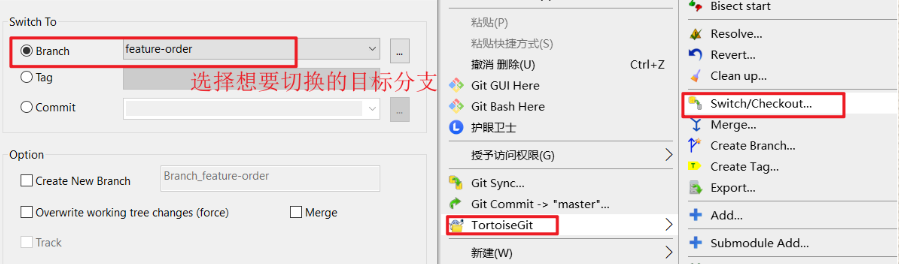 Switch To
Branch
feature-order
...
Tag
选择想要切换的目标分支
Commit
...
Option
Create New Branch
Branch_feature-order
Overwrite working tree changes (force)
Merge
Track
粘贴(P)
粘贴快捷方式(S)
撤消 删除(U)
Ctrl+Z
Git GUI Here
Git Bash Here
护眼卫士
授予访问权限(G)
Git Sync...
Git Commit -> "master"...
TortoiseGit
新建(W)
Bisect start
Resolve...
Revert...
Clean up...
Switch/Checkout...
Merge...
Create Branch...
Create Tag...
Export...
Add...
Submodule Add...